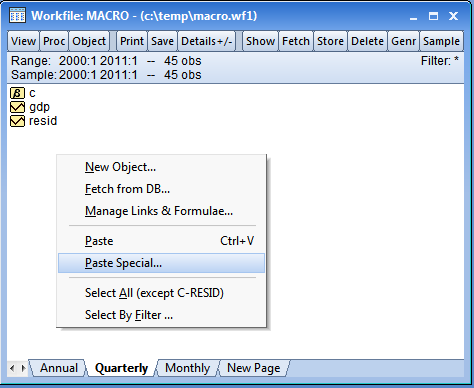 Workfile: MACRO - (c:\temp\macro.wf1)
View Proc Object Print Save Details+/- Show Fetch Store Delete Genr Sample
Range: 2000:1 2011:1 -- 45 obs Filter: *
Sample: 2000:1 2011:1 -- 45 obs
β c
gdp
resid
New Object...
Fetch from DB...
Manage Links & Formulae...
Paste Ctrl+V
Paste Special...
Select All (except C-RESID)
Select By Filter ...
Annual Quarterly Monthly New Page